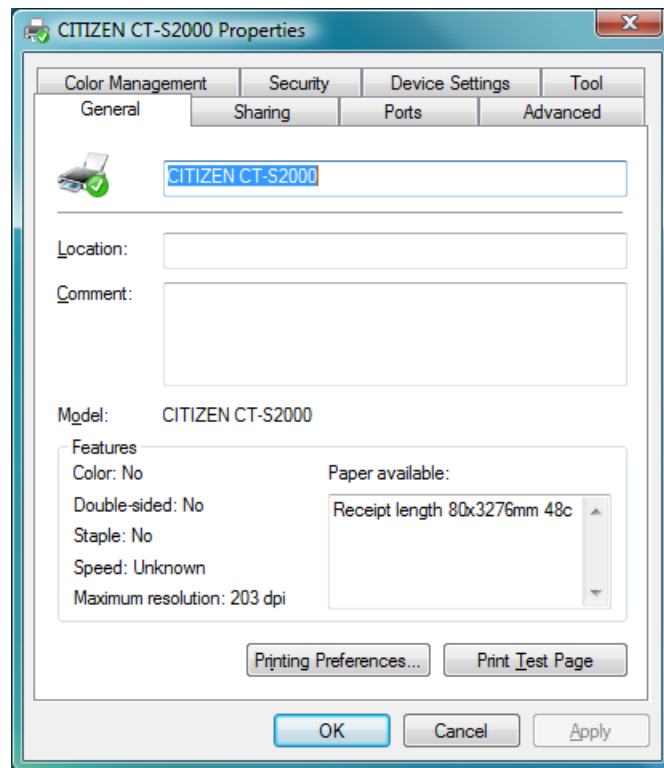 CITIZEN CT-S2000 Properties
Color Management Security Device Settings Tool
General Sharing Ports Advanced
CITIZEN CT-S2000
Location:
Comment:
Model: CITIZEN CT-S2000
Features
Color: No Paper available:
Double-sided: No Receipt length 80x3276mm 48c
Staple: No
Speed: Unknown
Maximum resolution: 203 dpi
Printing Preferences... Print Test Page
OK Cancel Apply